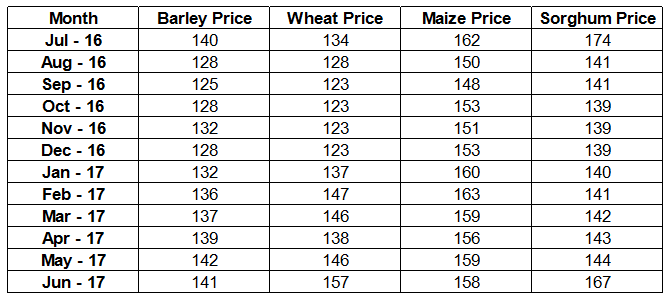 Month Barley Price Wheat Price Maize Price Sorghum Price
Jul - 16 140 134 162 174
Aug - 16 128 128 150 141
Sep - 16 125 123 148 141
Oct - 16 128 123 153 139
Nov - 16 132 123 151 139
Dec - 16 128 123 153 139
Jan - 17 132 137 160 140
Feb - 17 136 147 163 141
Mar - 17 137 146 159 142
Apr - 17 139 138 156 143
May - 17 142 146 159 144
Jun - 17 141 157 158 167